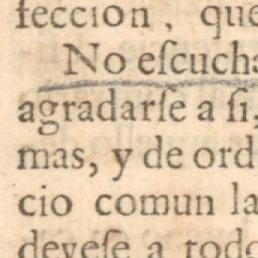 feccion, que
No eſcucha
agradarſe a ſi,
mas, y de ord
cio comun la
deveſe a todo